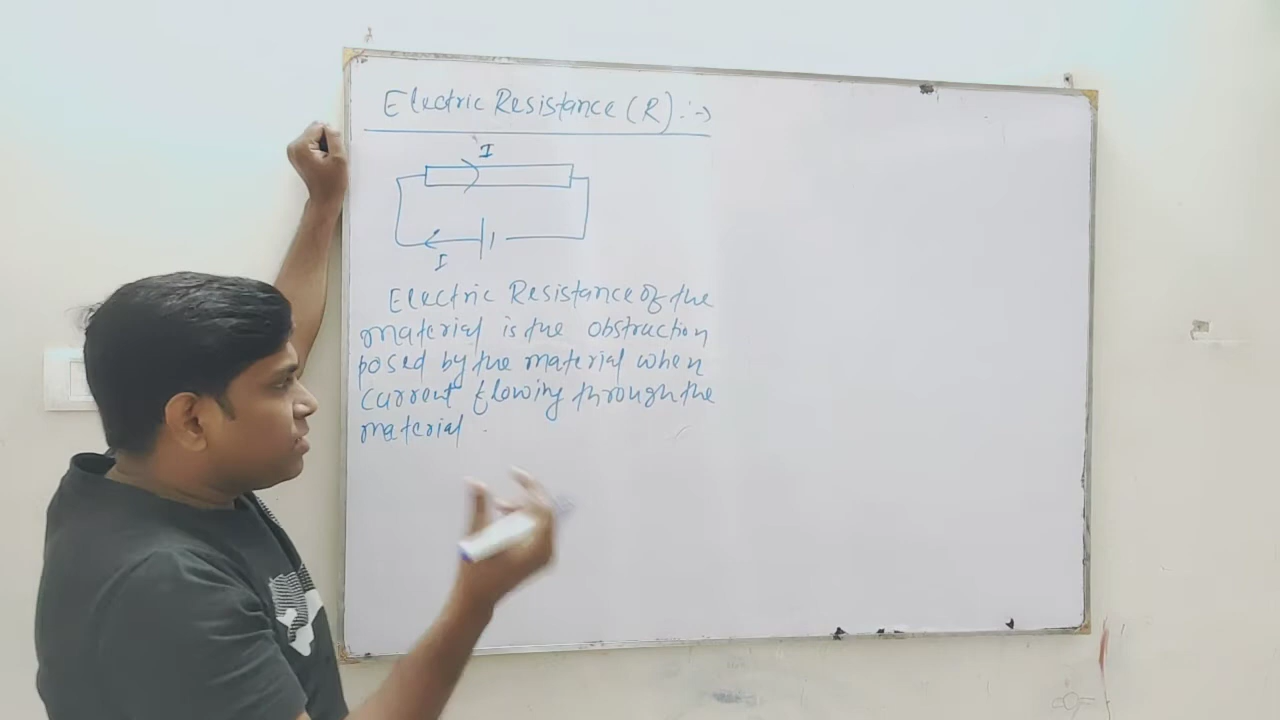 Electric Resistance (R) :->
I
I
Electric Resistance of the
material is the obstruction
posed by the material when
current flowing through the
material .